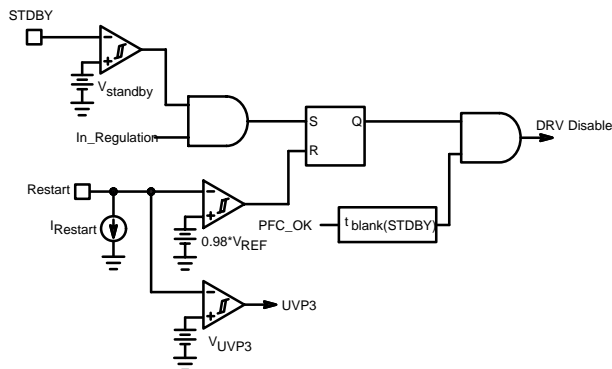 STDBY
Vstandby
In_Regulation
S
Q
R
DRV Disable
Restart
IRestart
0.98*VREF
PFC_OK
tblank(STDBY)
UVP3
VUVP3